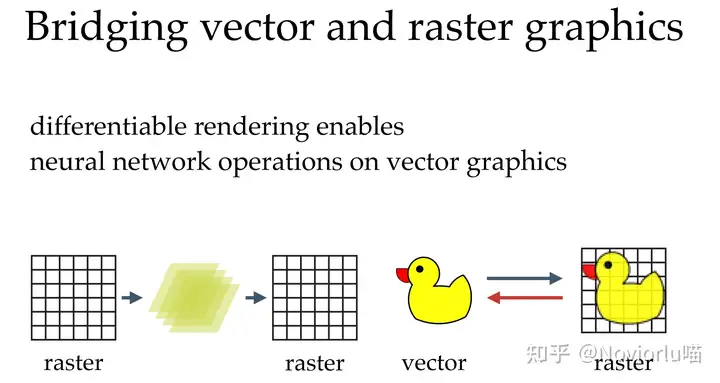 Bridging vector and raster graphics
differentiable rendering enables
neural network operations on vector graphics
raster
raster
vector
raster
知乎 @Noviorlu喵